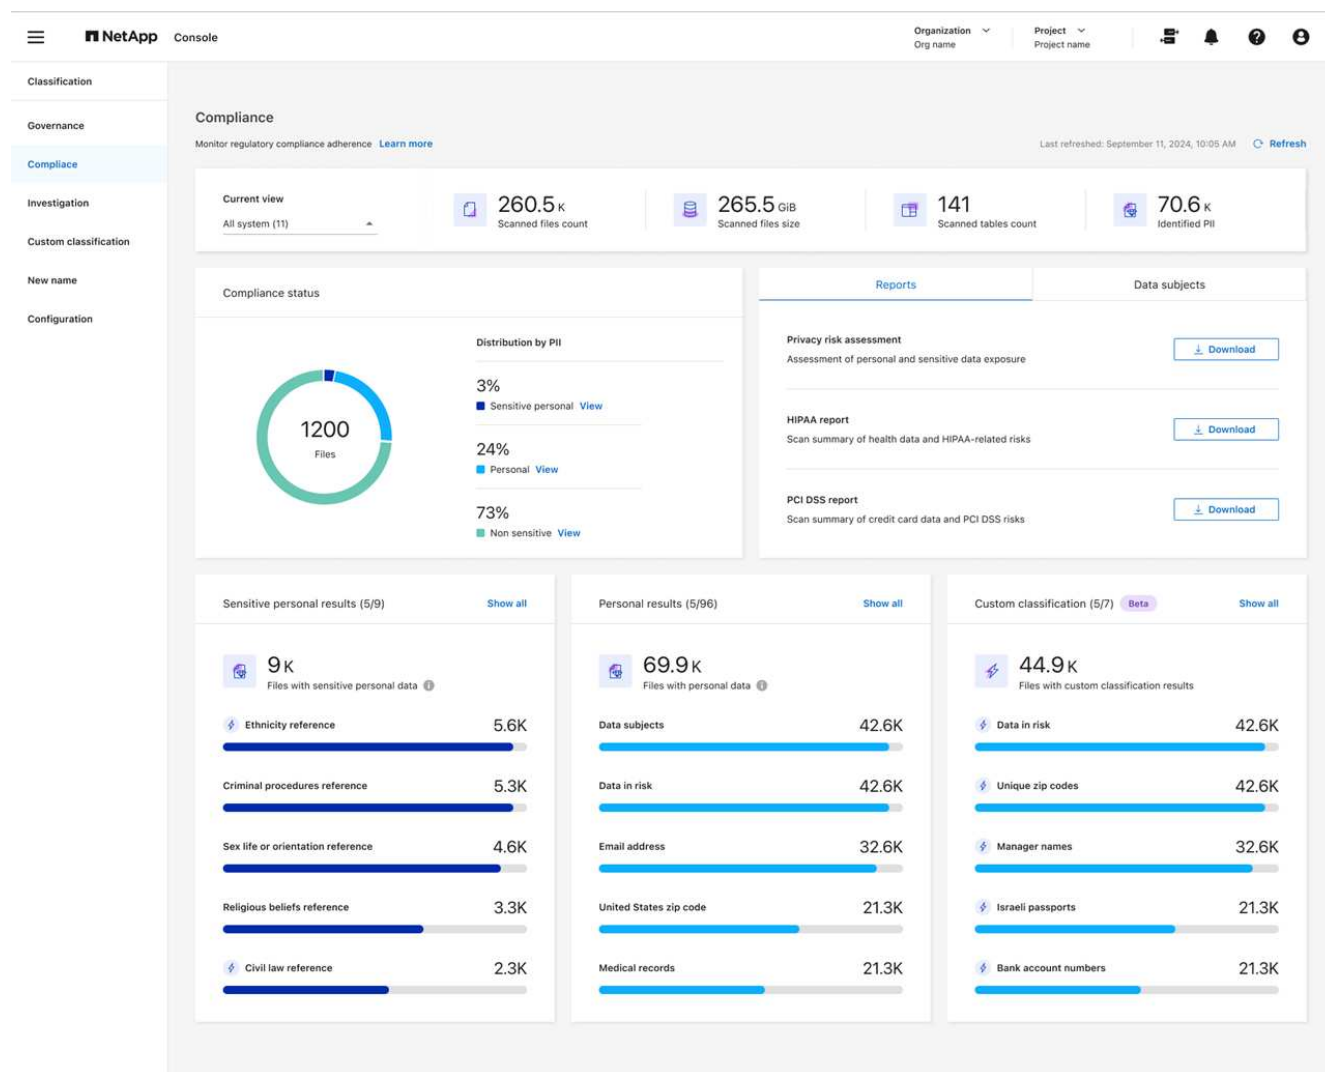 NetApp Console
Organization
Org name
Project
Project name
Classification
Governance
Compliace
Investigation
Custom classification
New name
Configuration
Compliance
Monitor regulatory compliance adherence Learn more
Last refreshed: September 11, 2024, 10:05 AM Refresh
Current view
All system (11)
260.5 K
Scanned files count
265.5 GiB
Scanned files size
141
Scanned tables count
70.6 K
Identified PII
Compliance status
1200
Files
Distribution by PII
3%
Sensitive personal View
24%
Personal View
73%
Non sensitive View
Reports
Data subjects
Privacy risk assessment
Assessment of personal and sensitive data exposure
Download
HIPAA report
Scan summary of health data and HIPAA-related risks
Download
PCI DSS report
Scan summary of credit card data and PCI DSS risks
Download
Sensitive personal results (5/9) Show all
9 K
Files with sensitive personal data
Ethnicity reference 5.6K
Criminal procedures reference 5.3K
Sex life or orientation reference 4.6K
Religious beliefs reference 3.3K
Civil law reference 2.3K
Personal results (5/96) Show all
69.9 K
Files with personal data
Data subjects 42.6K
Data in risk 42.6K
Email address 32.6K
United States zip code 21.3K
Medical records 21.3K
Custom classification (5/7) Beta Show all
44.9 K
Files with custom classification results
Data in risk 42.6K
Unique zip codes 42.6K
Manager names 32.6K
Israeli passports 21.3K
Bank account numbers 21.3K